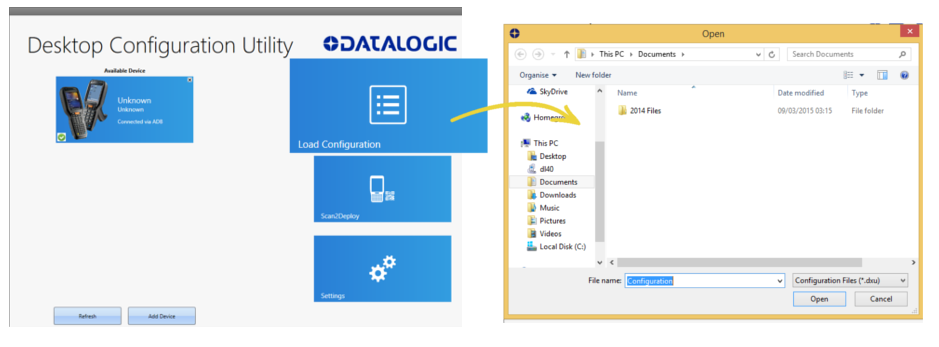 Desktop Configuration Utility
DATALOGIC
Available Device
Unknown
Unknown
Connected via ADB
Load Configuration
Scan2Deploy
Settings
Refresh
Add Device
Open
This PC
Documents
Search Documents
Organise
New folder
Name
Date modified
Type
SkyDrive
2014 Files
09/03/2015 03:15
File folder
This PC
Desktop
dl40
Documents
Downloads
Music
Pictures
Videos
Local Disk (C:)
File name:
Configuration
Configuration Files (*.dxu)
Open
Cancel